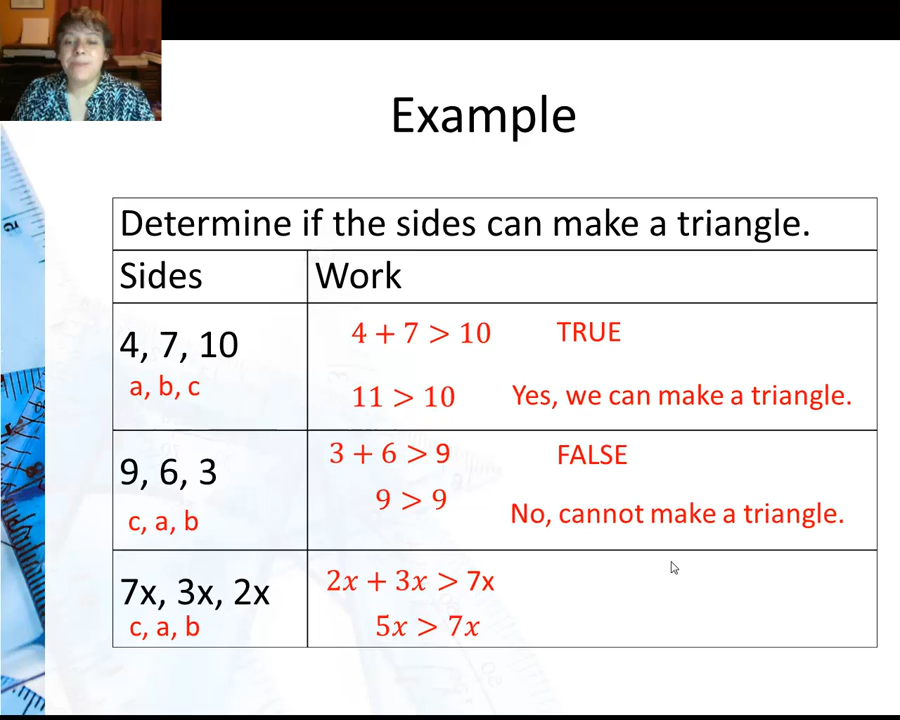 Example
Determine if the sides can make a triangle.
Sides
Work
4, 7, 10
a, b, c
4 + 7 > 10
TRUE
11 > 10
Yes, we can make a triangle.
9, 6, 3
c, a, b
3 + 6 > 9
FALSE
9 > 9
No, cannot make a triangle.
7x, 3x, 2x
c, a, b
2x + 3x > 7x
5x > 7x